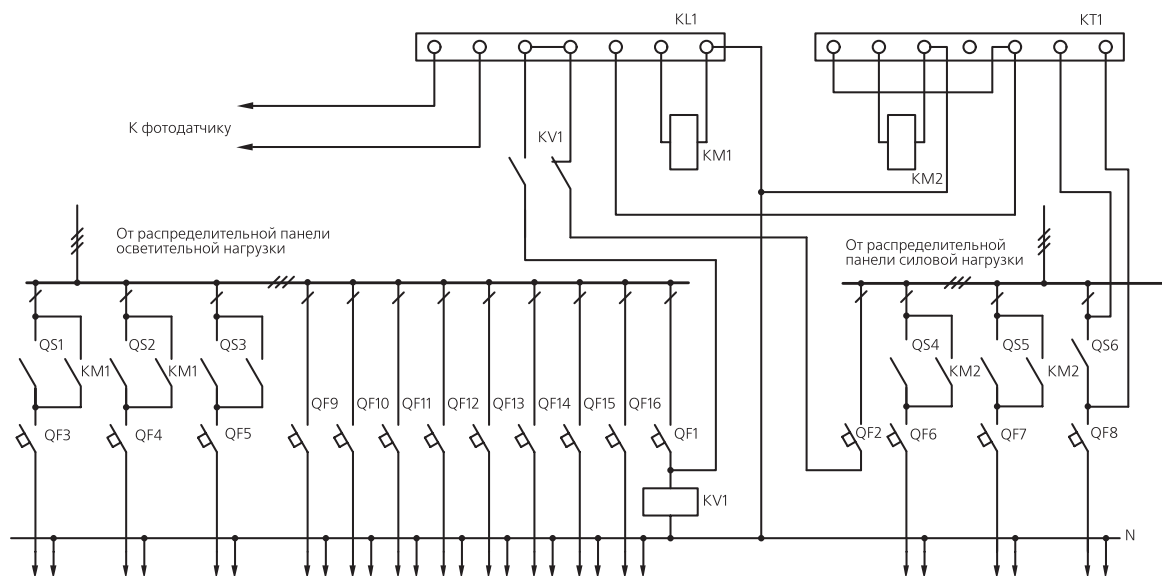 KL1
KT1
К фотодатчику
KV1
KM1
KM2
От распределительной панели
осветительной нагрузки
От распределительной
панели силовой нагрузки
QS1
KM1
QS2
KM1
QS3
QS4
KM2
QS5
KM2
QS6
QF3
QF4
QF5
QF9
QF10
QF11
QF12
QF13
QF14
QF15
QF16
QF1
QF2
QF6
QF7
QF8
KV1
N